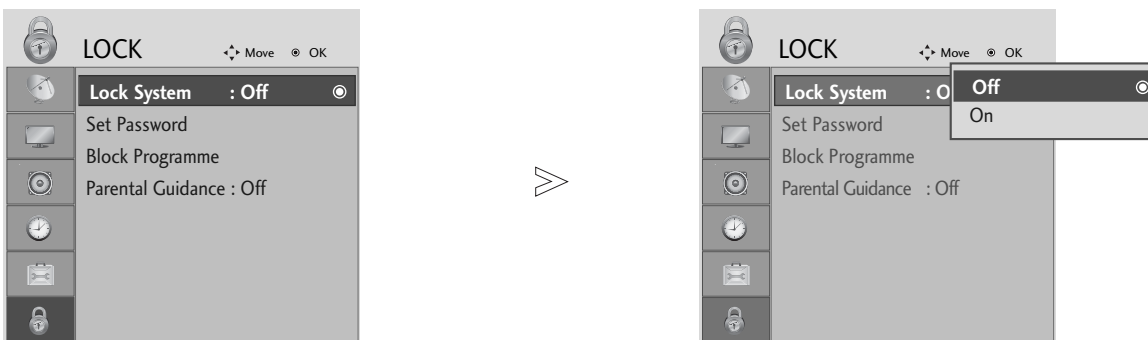 LOCK
Move OK
Lock System : Off
Set Password
Block Programme
Parental Guidance : Off
LOCK
Move OK
Lock System : O
Set Password
Block Programme
Parental Guidance : Off
Off
On